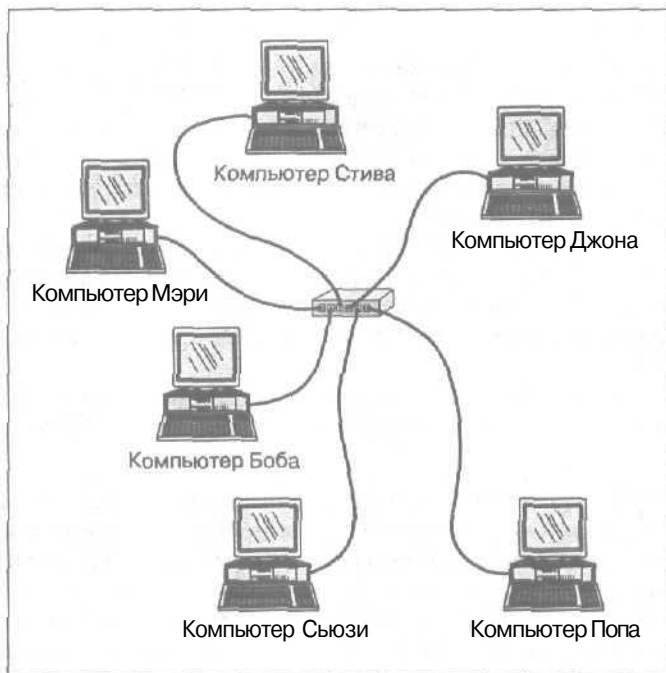 Компьютер Стива
Компьютер Джона
Компьютер Мэри
Компьютер Боба
Компьютер Сьюзи
Компьютер Попа